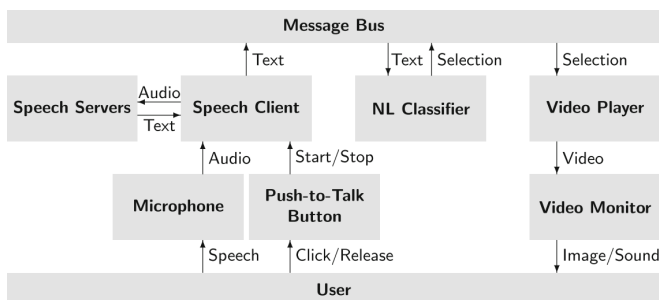 Message Bus
Text
Text
Selection
Selection
Speech Servers
Audio
Text
Speech Client
NL Classifier
Video Player
Audio
Start/Stop
Video
Microphone
Push-to-Talk
Button
Video Monitor
Speech
Click/Release
Image/Sound
User